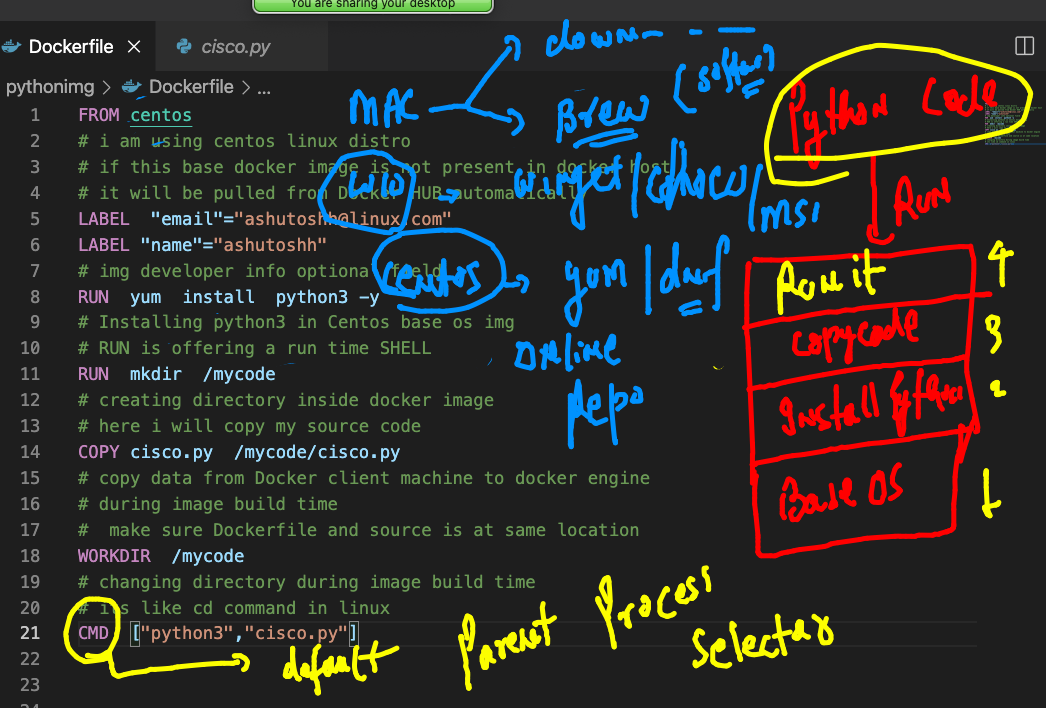 You are sharing your desktop
Dockerfile
cisco.py
pythonimg > Dockerfile > ...
1 FROM centos
2 # i am using centos linux distro
3 # if this base docker image is not present in docker host
4 # it will be pulled from Docker HUB automatically
5 LABEL "email"="ashutoshh@linux.com"
6 LABEL "name"="ashutoshh"
7 # img developer info optional field
8 RUN yum install python3 -y
9 # Installing python3 in Centos base os img
10 # RUN is offering a run time SHELL
11 RUN mkdir /mycode
12 # creating directory inside docker image
13 # here i will copy my source code
14 COPY cisco.py /mycode/cisco.py
15 # copy data from Docker client machine to docker engine
16 # during image build time
17 # make sure Dockerfile and source is at same location
18 WORKDIR /mycode
19 # changing directory during image build time
20 # its like cd command in linux
21 CMD ["python3","cisco.py"]
22
23
24
MAC
down
Brew
winget/choco/
MSI
centos
yum/dnf
online
Repo
Python Code
RUN
Run it 4
copy code 3
Install Python 2
Base OS 1
default Parent Process
Selector